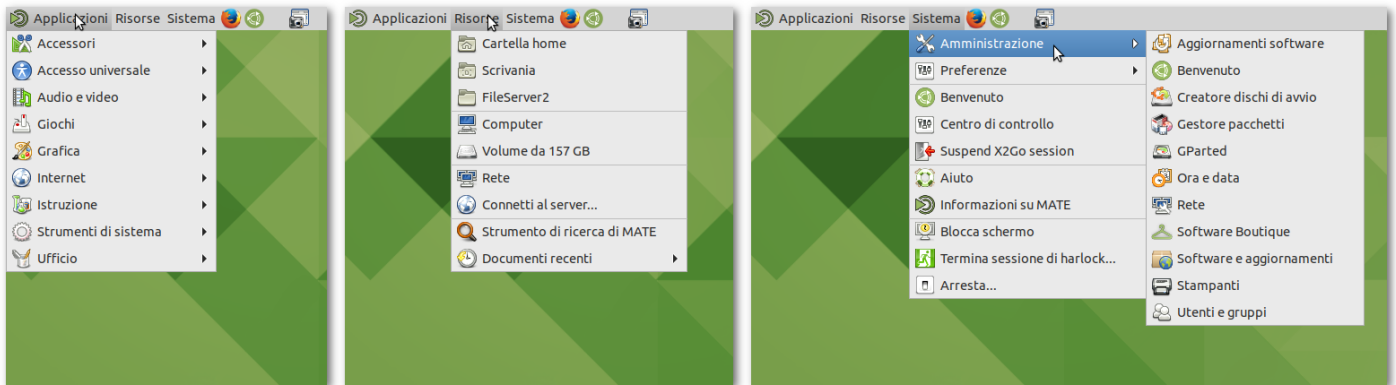 Applicazioni Risorse Sistema
Accessori
Accesso universale
Audio e video
Giochi
Grafica
Internet
Istruzione
Strumenti di sistema
Ufficio
Applicazioni Risorse Sistema
Cartella home
Scrivania
FileServer2
Computer
Volume da 157 GB
Rete
Connetti al server...
Strumento di ricerca di MATE
Documenti recenti
Applicazioni Risorse Sistema
Amministrazione
Preferenze
Benvenuto
Centro di controllo
Suspend X2Go session
Aiuto
Informazioni su MATE
Blocca schermo
Termina sessione di harlock...
Arresta...
Aggiornamenti software
Benvenuto
Creatore dischi di avvio
Gestore pacchetti
GParted
Ora e data
Rete
Software Boutique
Software e aggiornamenti
Stampanti
Utenti e gruppi